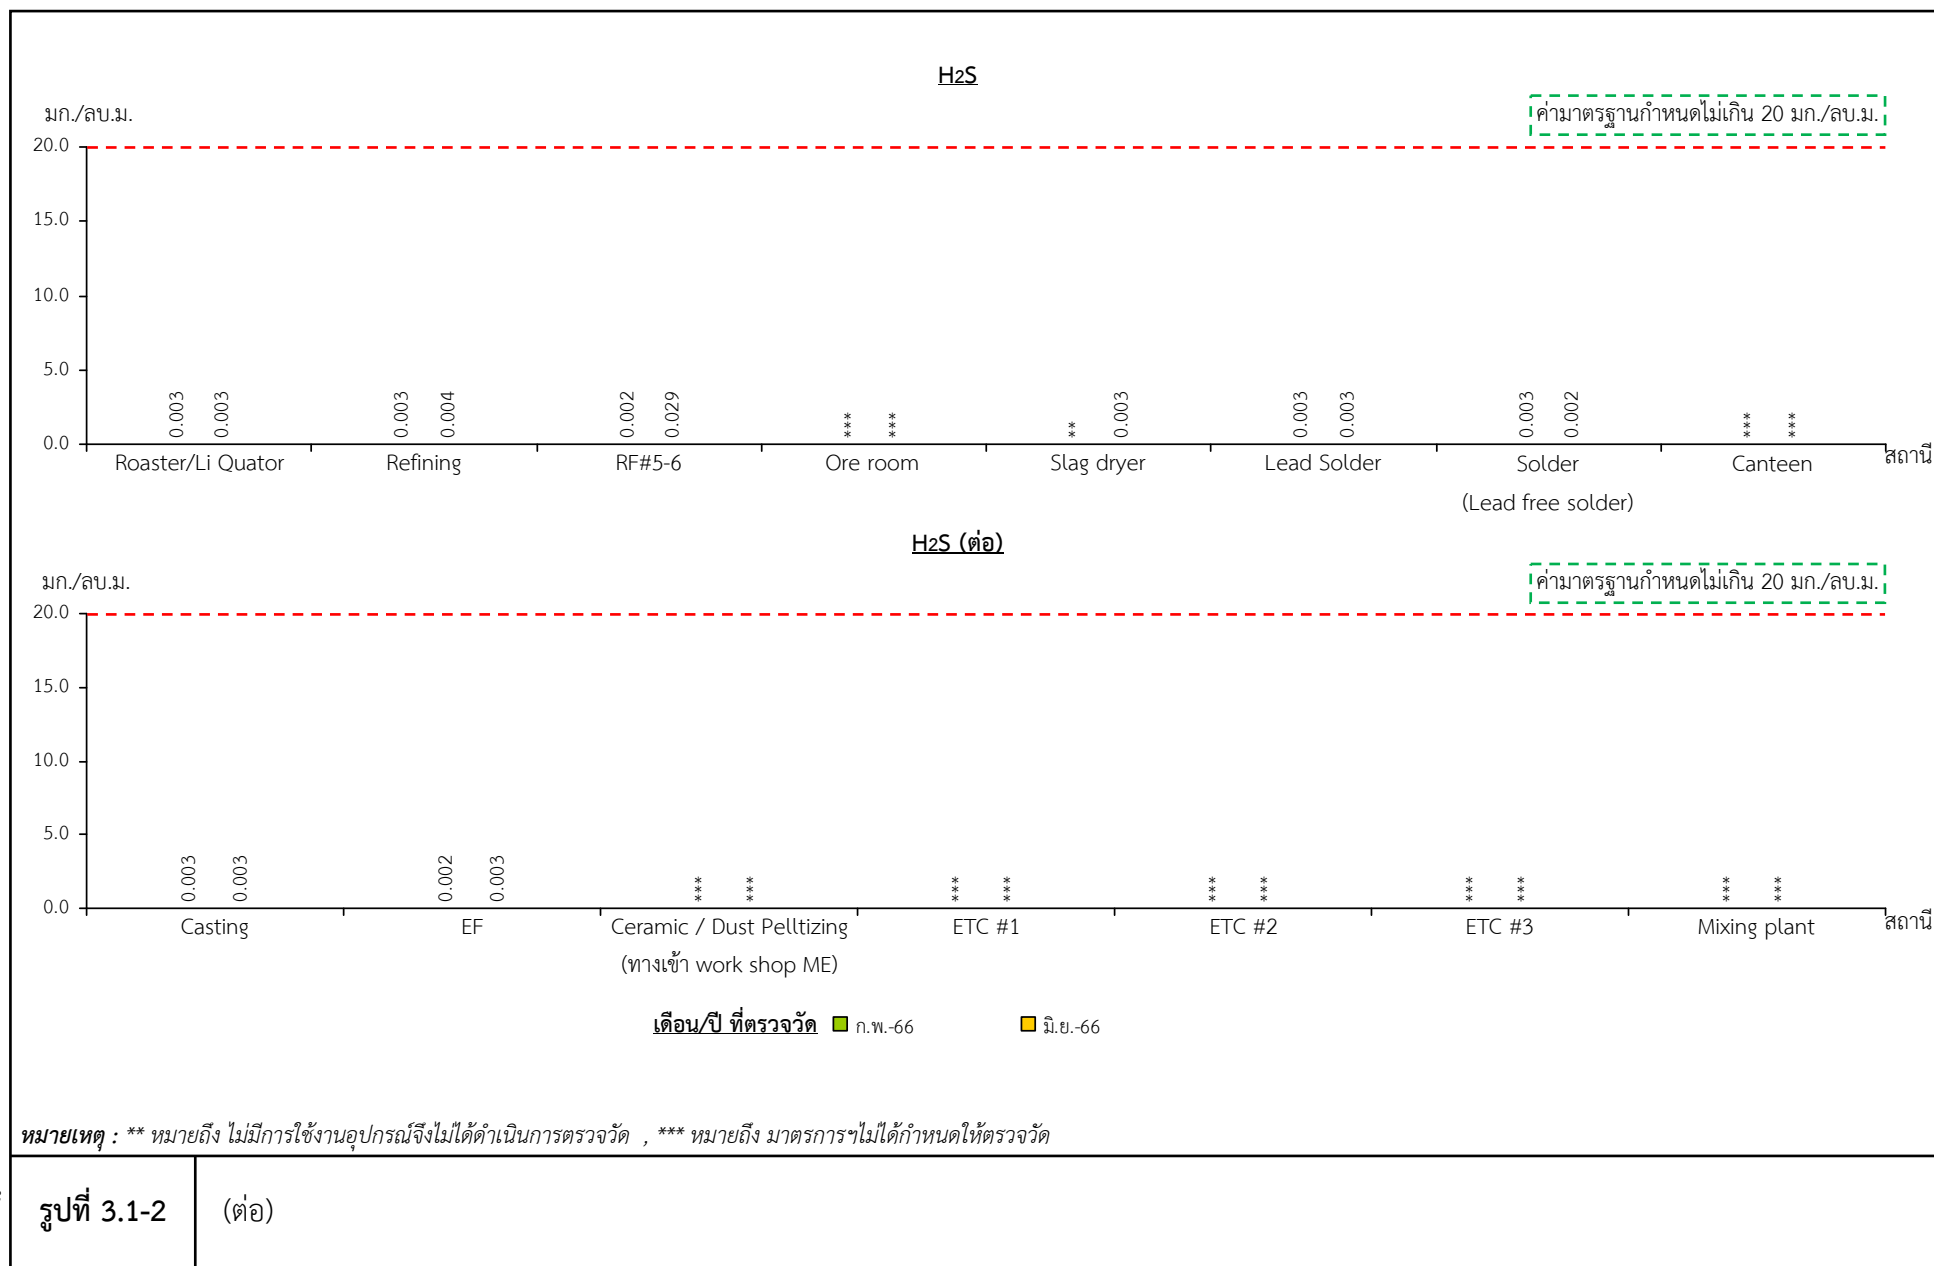 H2S
มก./ลบ.ม.
ค่ามาตรฐานกำหนดไม่เกิน 20 มก./ลบ.ม.
20.0
15.0
10.0
5.0
0.0
0.003 0.003 0.003 0.004 0.002 0.029 *** *** ** 0.003 0.003 0.003 0.003 0.002 *** ***
Roaster/Li Quator Refining RF#5-6 Ore room Slag dryer Lead Solder Solder Canteen สถานี
(Lead free solder)
H2S (ต่อ)
มก./ลบ.ม.
ค่ามาตรฐานกำหนดไม่เกิน 20 มก./ลบ.ม.
20.0
15.0
10.0
5.0
0.0
0.003 0.003 0.002 0.003 *** *** *** *** *** *** *** *** *** ***
Casting EF Ceramic / Dust Pelltizing ETC #1 ETC #2 ETC #3 Mixing plant สถานี
(ทางเข้า work shop ME)
เดือน/ปี ที่ตรวจวัด ก.พ.-66 มิ.ย.-66
หมายเหตุ : ** หมายถึง ไม่มีการใช้งานอุปกรณ์จึงไม่ได้ดำเนินการตรวจวัด , *** หมายถึง มาตรการฯไม่ได้กำหนดให้ตรวจวัด
รูปที่ 3.1-2 (ต่อ)